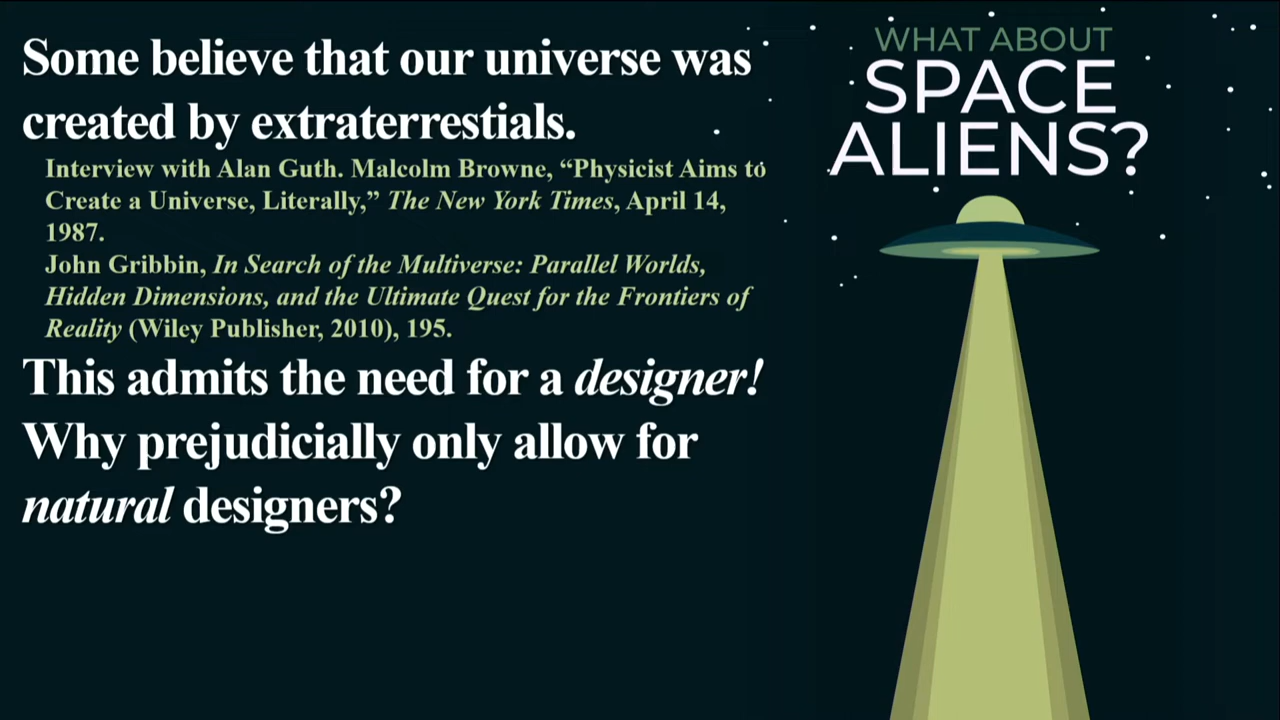 Some believe that our universe was
created by extraterrestials.
Interview with Alan Guth. Malcolm Browne, “Physicist Aims to
Create a Universe, Literally,” The New York Times, April 14,
1987.
John Gribbin, In Search of the Multiverse: Parallel Worlds,
Hidden Dimensions, and the Ultimate Quest for the Frontiers of
Reality (Wiley Publisher, 2010), 195.
This admits the need for a designer!
Why prejudicially only allow for
natural designers?
WHAT ABOUT
SPACE
ALIENS?